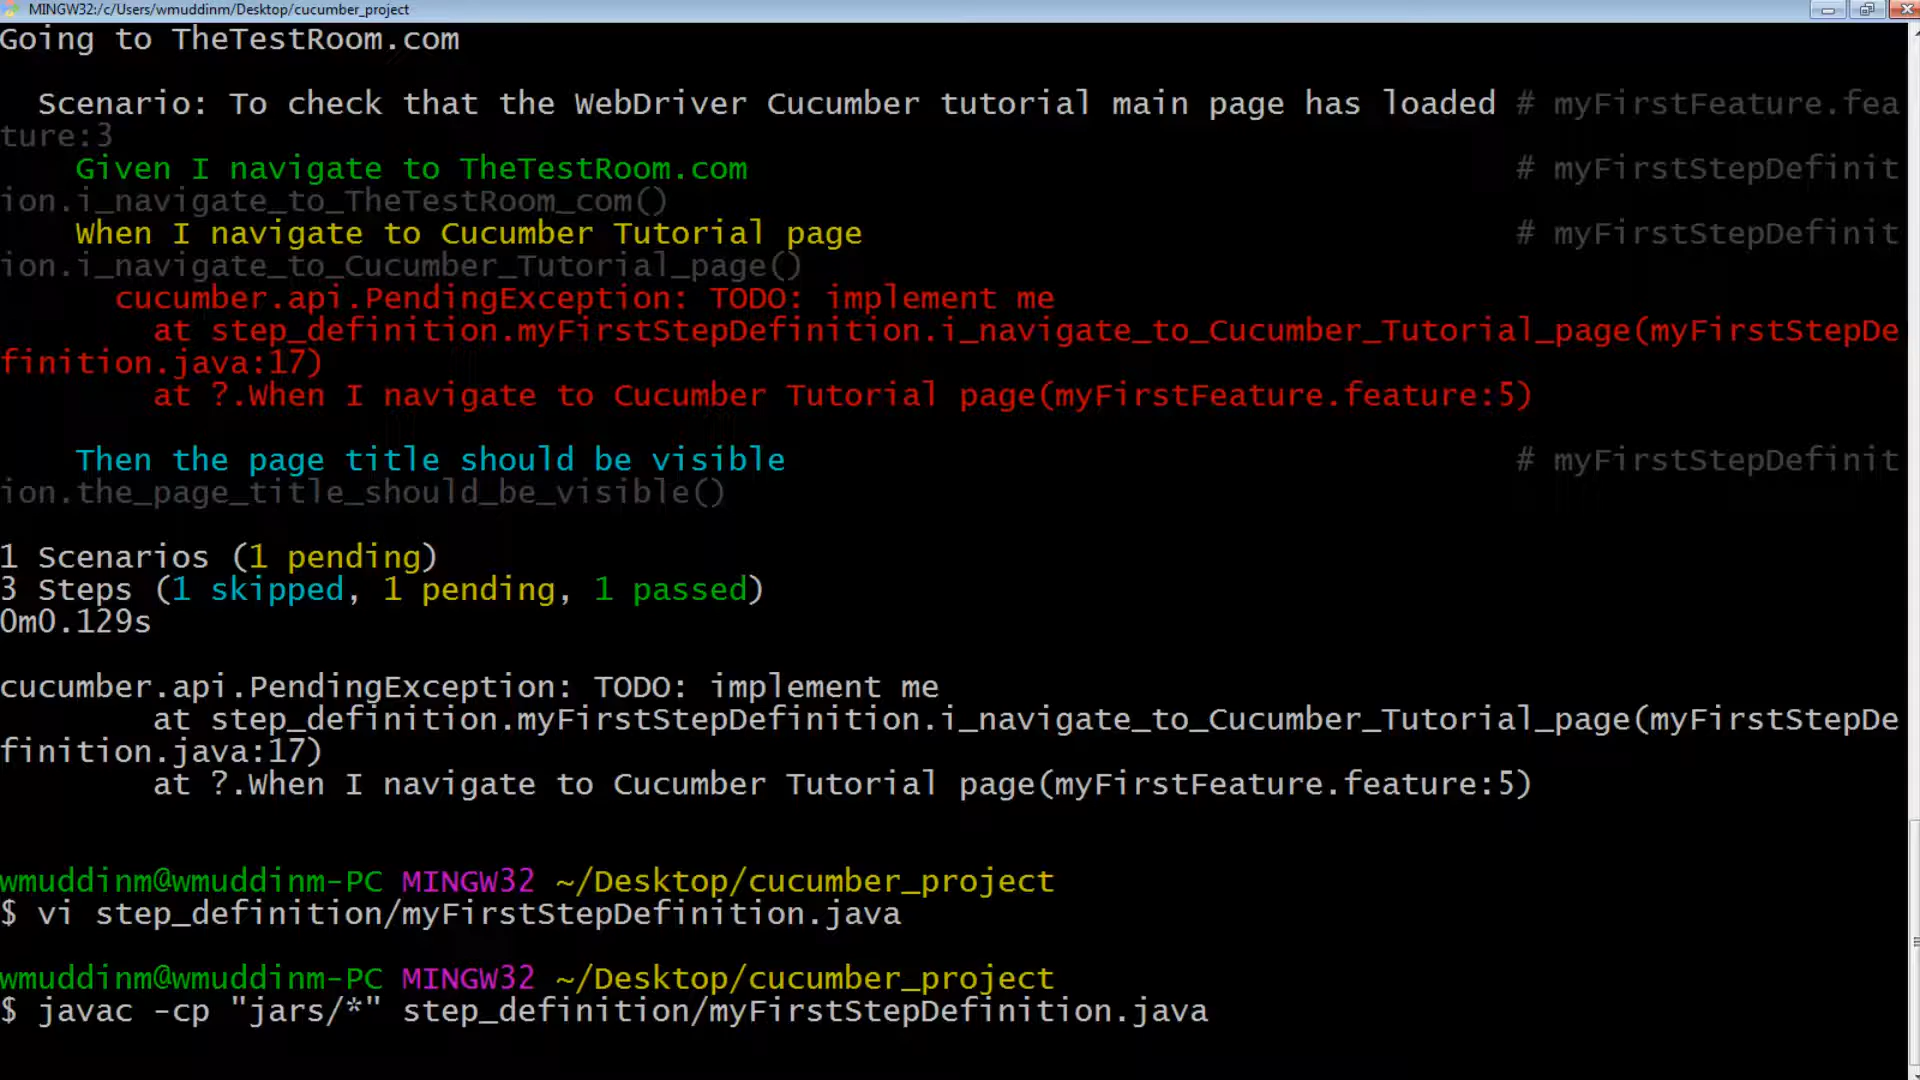 MINGW32:/c/Users/wmuddinm/Desktop/cucumber_project
Going to TheTestRoom.com
Scenario: To check that the WebDriver Cucumber tutorial main page has loaded # myFirstFeature.fea
ture:3
Given I navigate to TheTestRoom.com # myFirstStepDefinit
ion.i_navigate_to_TheTestRoom_com()
When I navigate to Cucumber Tutorial page # myFirstStepDefinit
ion.i_navigate_to_Cucumber_Tutorial_page()
cucumber.api.PendingException: TODO: implement me
at step_definition.myFirstStepDefinition.i_navigate_to_Cucumber_Tutorial_page(myFirstStepDe
finition.java:17)
at ?.When I navigate to Cucumber Tutorial page(myFirstFeature.feature:5)
Then the page title should be visible # myFirstStepDefinit
ion.the_page_title_should_be_visible()
1 Scenarios (1 pending)
3 Steps (1 skipped, 1 pending, 1 passed)
0m0.129s
cucumber.api.PendingException: TODO: implement me
at step_definition.myFirstStepDefinition.i_navigate_to_Cucumber_Tutorial_page(myFirstStepDe
finition.java:17)
at ?.When I navigate to Cucumber Tutorial page(myFirstFeature.feature:5)
wmuddinm@wmuddinm-PC MINGW32 ~/Desktop/cucumber_project
$ vi step_definition/myFirstStepDefinition.java
wmuddinm@wmuddinm-PC MINGW32 ~/Desktop/cucumber_project
$ javac -cp "jars/*" step_definition/myFirstStepDefinition.java